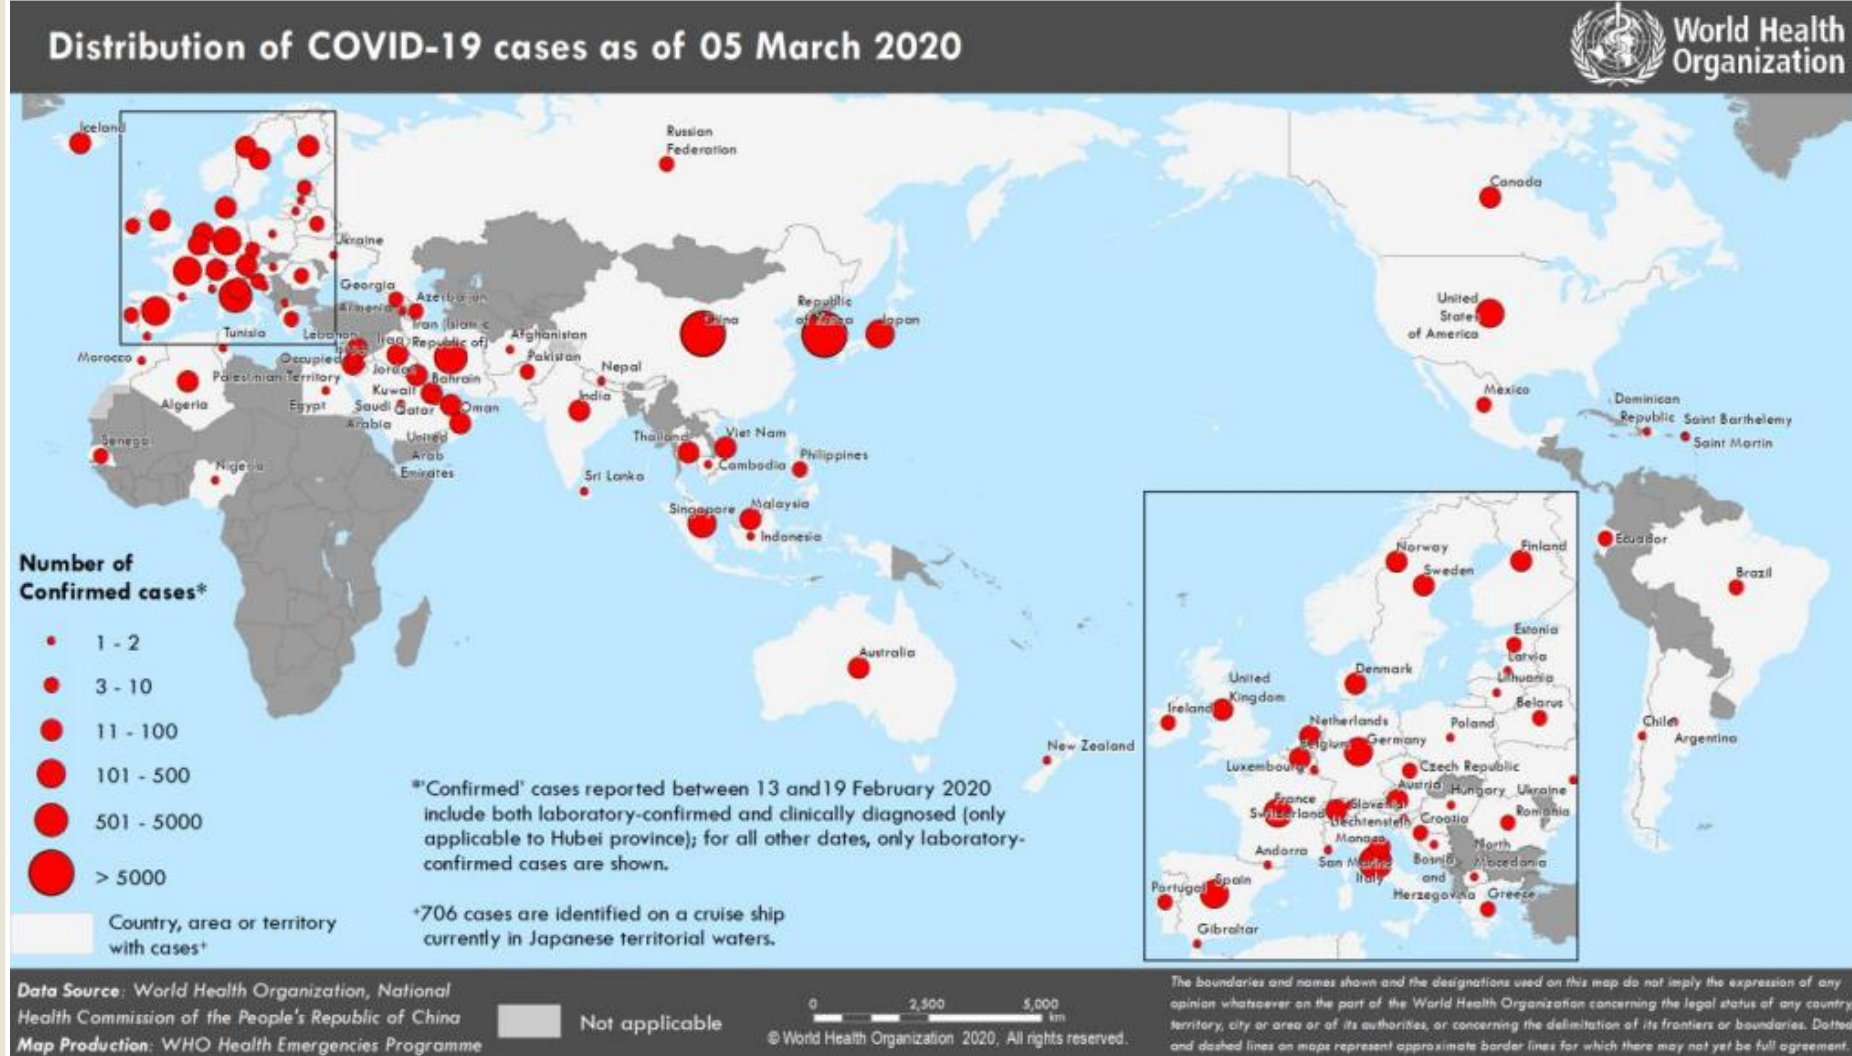 Distribution of COVID-19 cases as of 05 March 2020
World Health
Organization
Iceland
Russian
Federation
Canada
Ukraine
Georgia
Azerbaijan
Armenia
Iran (Islamic
Republic of)
Afghanistan
Pakistan
Nepal
India
China
Republic
of Korea
Japan
United
States
of America
Mexico
Dominican
Republic
Saint Barthelemy
Saint Martin
Tunisia
Lebanon
Iraq
Morocco
Occupied
Palestinian Territory
Jordan
Kuwait
Bahrain
Algeria
Egypt
Saudi
Arabia
Qatar
Oman
United
Arab
Emirates
Senegal
Nigeria
Thailand
Viet Nam
Cambodia
Philippines
Sri Lanka
Singapore
Malaysia
Indonesia
Ecuador
Brazil
Chile
Argentina
Australia
New Zealand
Norway
Finland
Sweden
Estonia
Latvia
Lithuania
Belarus
Denmark
United
Kingdom
Ireland
Netherlands
Belgium
Germany
Poland
Luxembourg
Czech Republic
Austria
Hungary
Ukraine
France
Switzerland
Slovenia
Romania
Liechtenstein
Croatia
Monaco
Andorra
San Marino
Italy
Bosnia
and
Herzegovina
North
Macedonia
Portugal
Spain
Greece
Gibraltar
Number of
Confirmed cases*
1 - 2
3 - 10
11 - 100
101 - 500
501 - 5000
> 5000
Country, area or territory
with cases⁺
*'Confirmed' cases reported between 13 and19 February 2020
include both laboratory-confirmed and clinically diagnosed (only
applicable to Hubei province); for all other dates, only laboratory-
confirmed cases are shown.
⁺706 cases are identified on a cruise ship
currently in Japanese territorial waters.
Data Source: World Health Organization, National
Health Commission of the People's Republic of China
Map Production: WHO Health Emergencies Programme
Not applicable
0 2,500 5,000
km
© World Health Organization 2020, All rights reserved.
The boundaries and names shown and the designations used on this map do not imply the expression of any
opinion whatsoever on the part of the World Health Organization concerning the legal status of any country,
territory, city or area or of its authorities, or concerning the delimitation of its frontiers or boundaries. Dotted
and dashed lines on maps represent approximate border lines for which there may not yet be full agreement.